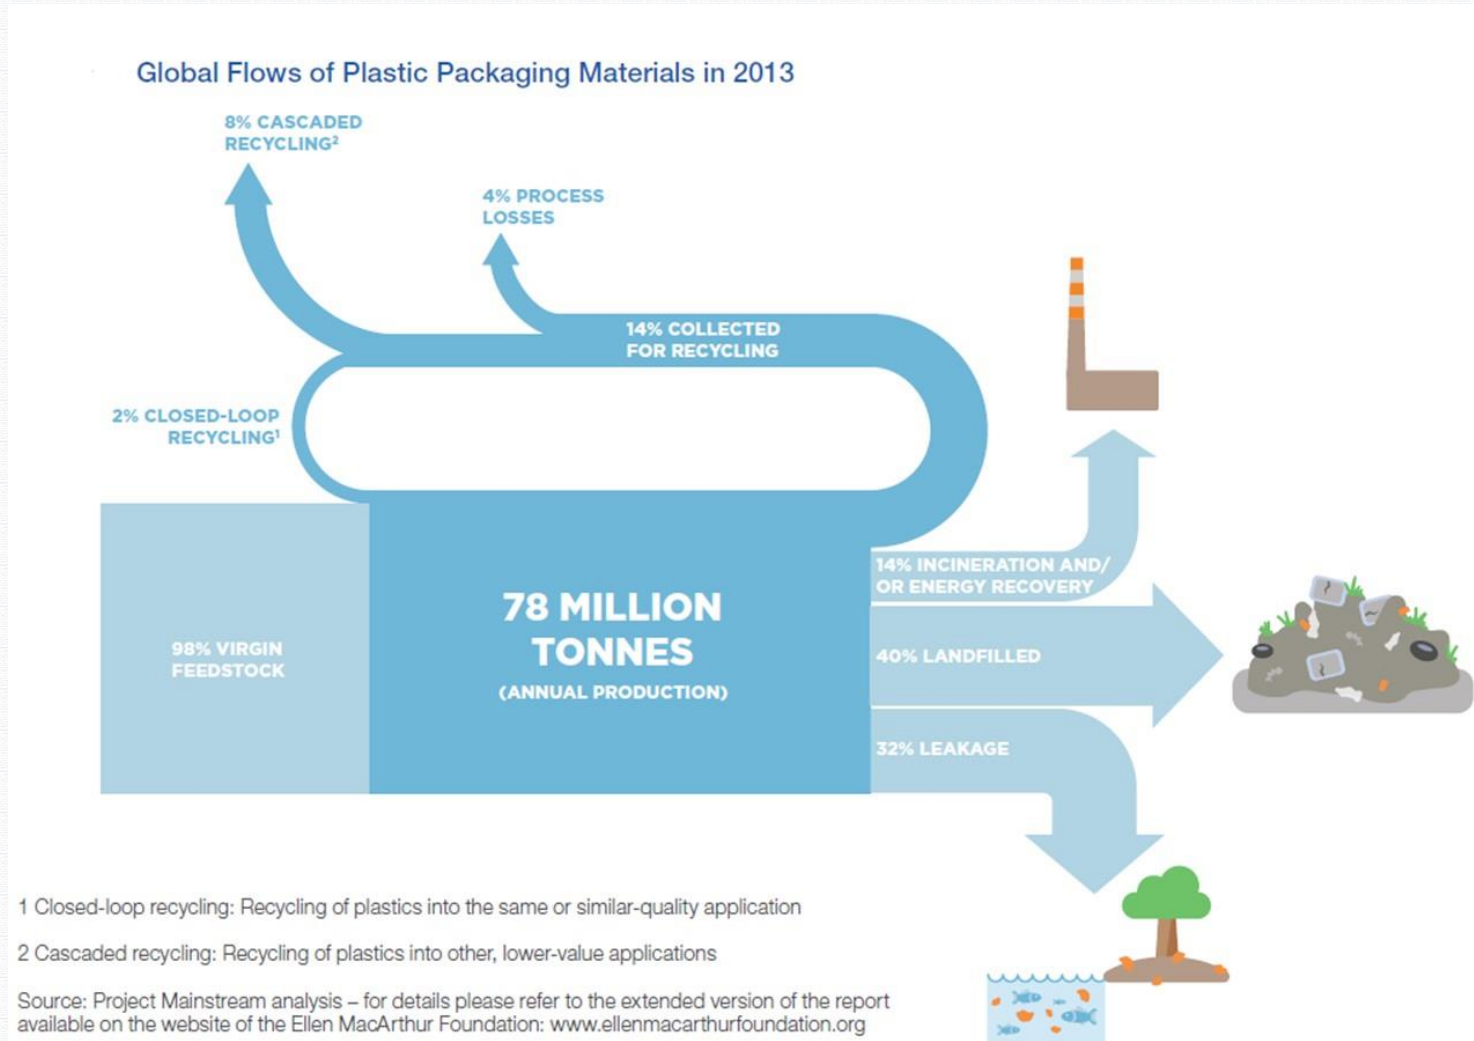 Global Flows of Plastic Packaging Materials in 2013
8% CASCADED
RECYCLING²
4% PROCESS
LOSSES
14% COLLECTED
FOR RECYCLING
2% CLOSED-LOOP
RECYCLING¹
98% VIRGIN
FEEDSTOCK
78 MILLION
TONNES
(ANNUAL PRODUCTION)
14% INCINERATION AND/
OR ENERGY RECOVERY
40% LANDFILLED
32% LEAKAGE
1 Closed-loop recycling: Recycling of plastics into the same or similar-quality application
2 Cascaded recycling: Recycling of plastics into other, lower-value applications
Source: Project Mainstream analysis – for details please refer to the extended version of the report
available on the website of the Ellen MacArthur Foundation: www.ellenmacarthurfoundation.org